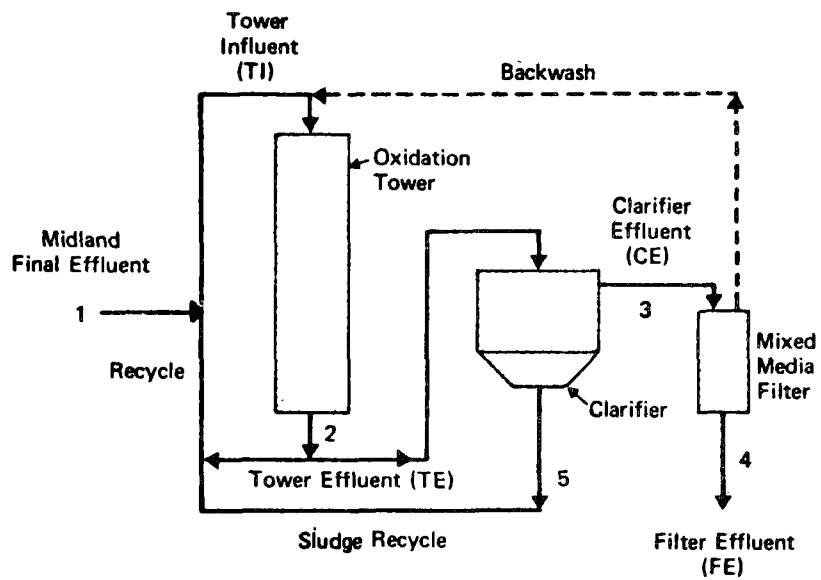 Tower
Influent
(TI)
Backwash
Oxidation
Tower
Clarifier
Effluent
(CE)
Midland
Final Effluent
1
3
Recycle
Mixed
Media
Filter
Clarifier
2
Tower Effluent (TE)
5
4
Sludge Recycle
Filter Effluent
(FE)